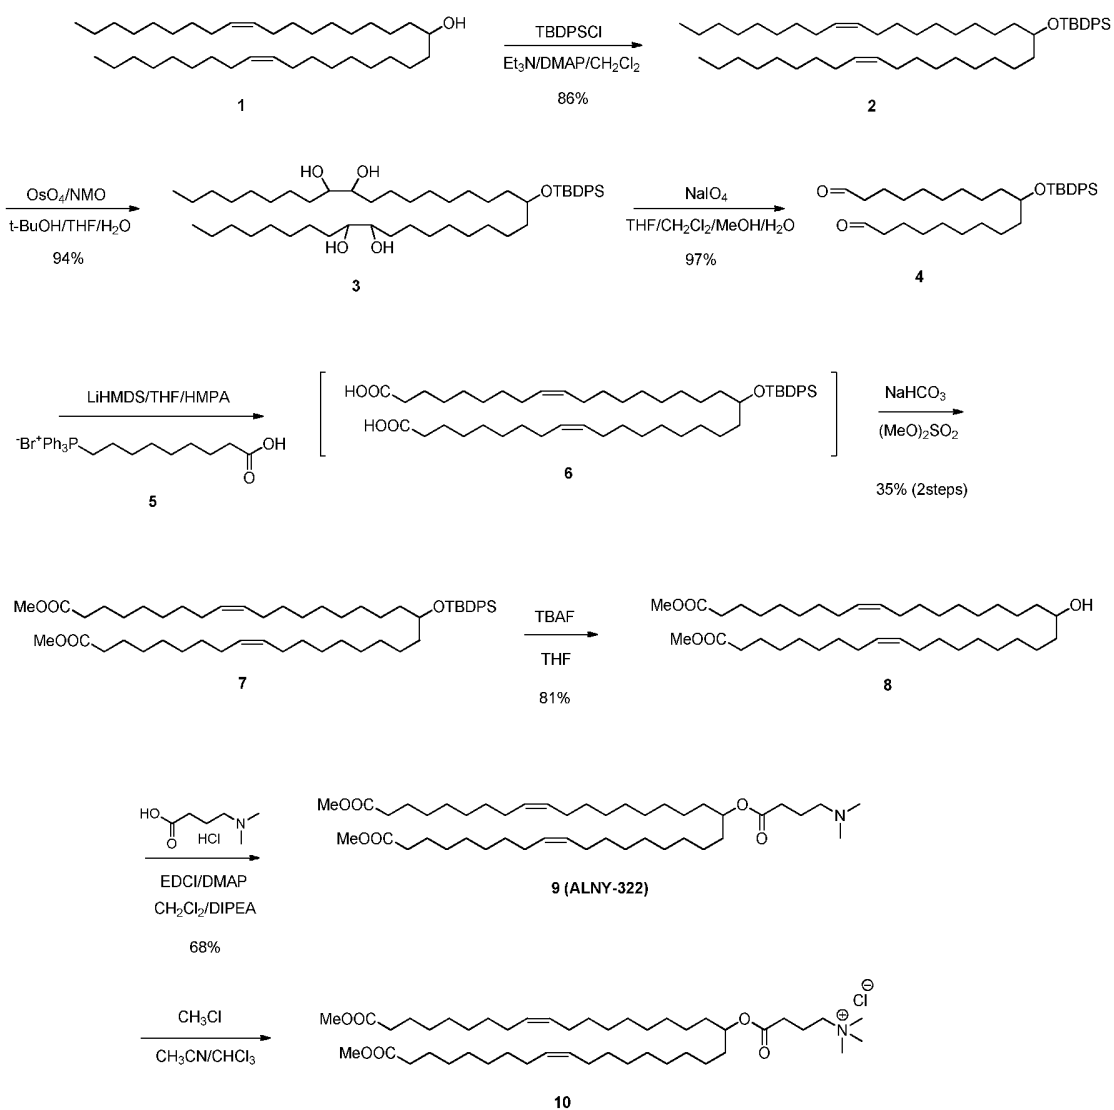 OH
1
TBDPSCl
Et3N/DMAP/CH2Cl2
86%
OTBDPS
2
OsO4/NMO
t-BuOH/THF/H2O
94%
HO OH
OTBDPS
HO OH
3
NaIO4
THF/CH2Cl2/MeOH/H2O
97%
O
OTBDPS
O
4
LiHMDS/THF/HMPA
-Br+Ph3P
OH
O
5
HOOC
OTBDPS
HOOC
6
NaHCO3
(MeO)2SO2
35% (2steps)
MeOOC
OTBDPS
MeOOC
7
TBAF
THF
81%
MeOOC
OH
MeOOC
8
HO
O
N
HCl
EDCl/DMAP
CH2Cl2/DIPEA
68%
MeOOC
O
N
MeOOC
O
9 (ALNY-322)
CH3Cl
CH3CN/CHCl3
Cl⊖
MeOOC
O
⊕
N
MeOOC
O
10